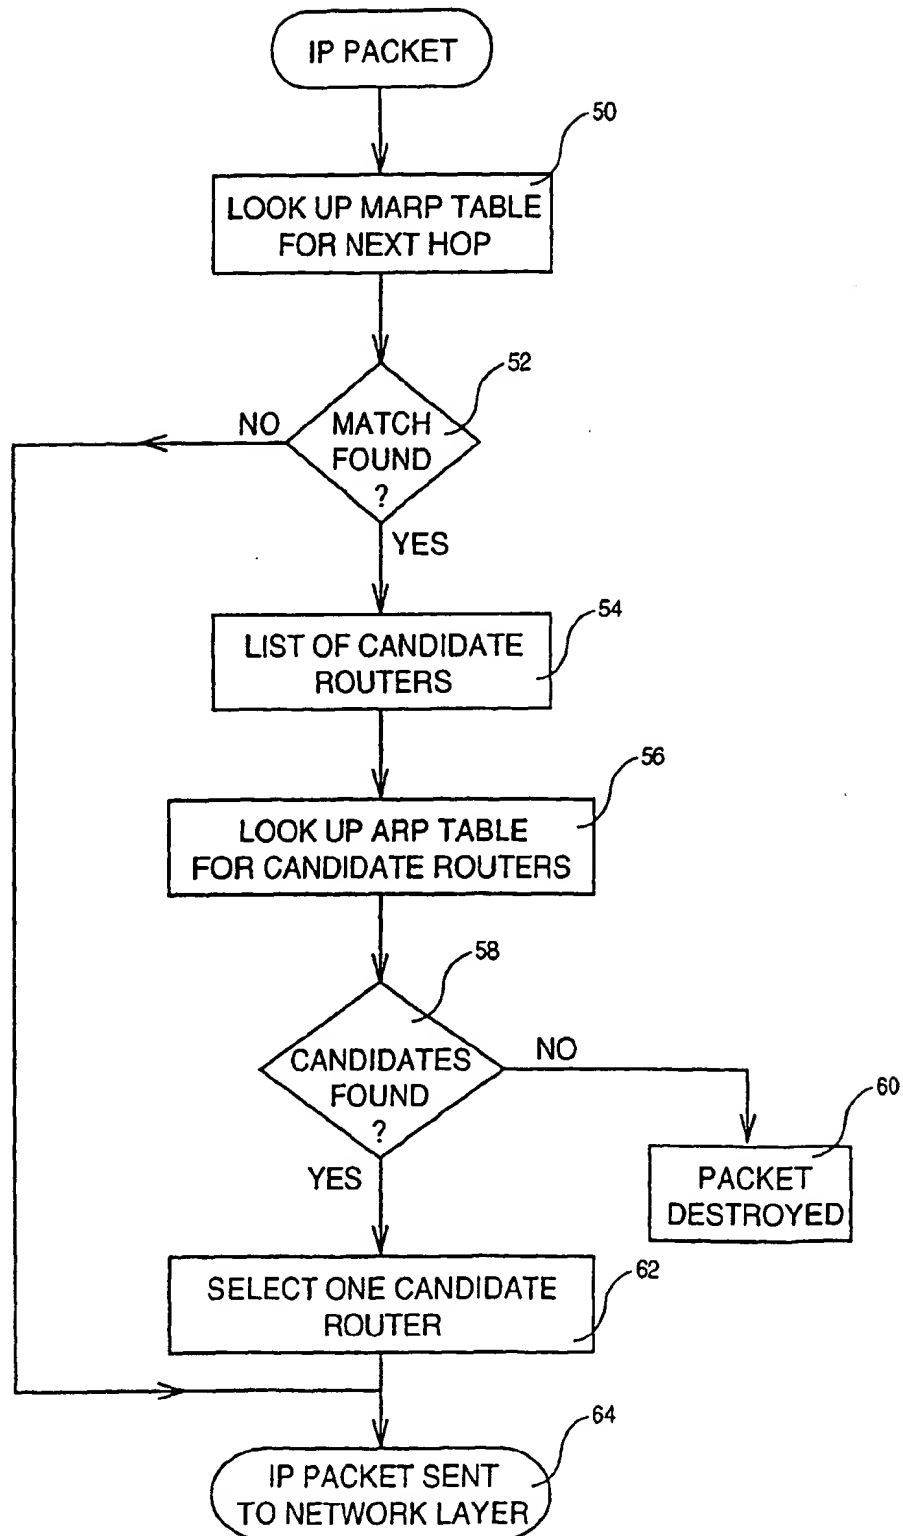 IP PACKET
50
LOOK UP MARP TABLE
FOR NEXT HOP
52
NO
MATCH
FOUND
?
YES
54
LIST OF CANDIDATE
ROUTERS
56
LOOK UP ARP TABLE
FOR CANDIDATE ROUTERS
58
CANDIDATES
FOUND
?
NO
60
PACKET
DESTROYED
YES
62
SELECT ONE CANDIDATE
ROUTER
64
IP PACKET SENT
TO NETWORK LAYER